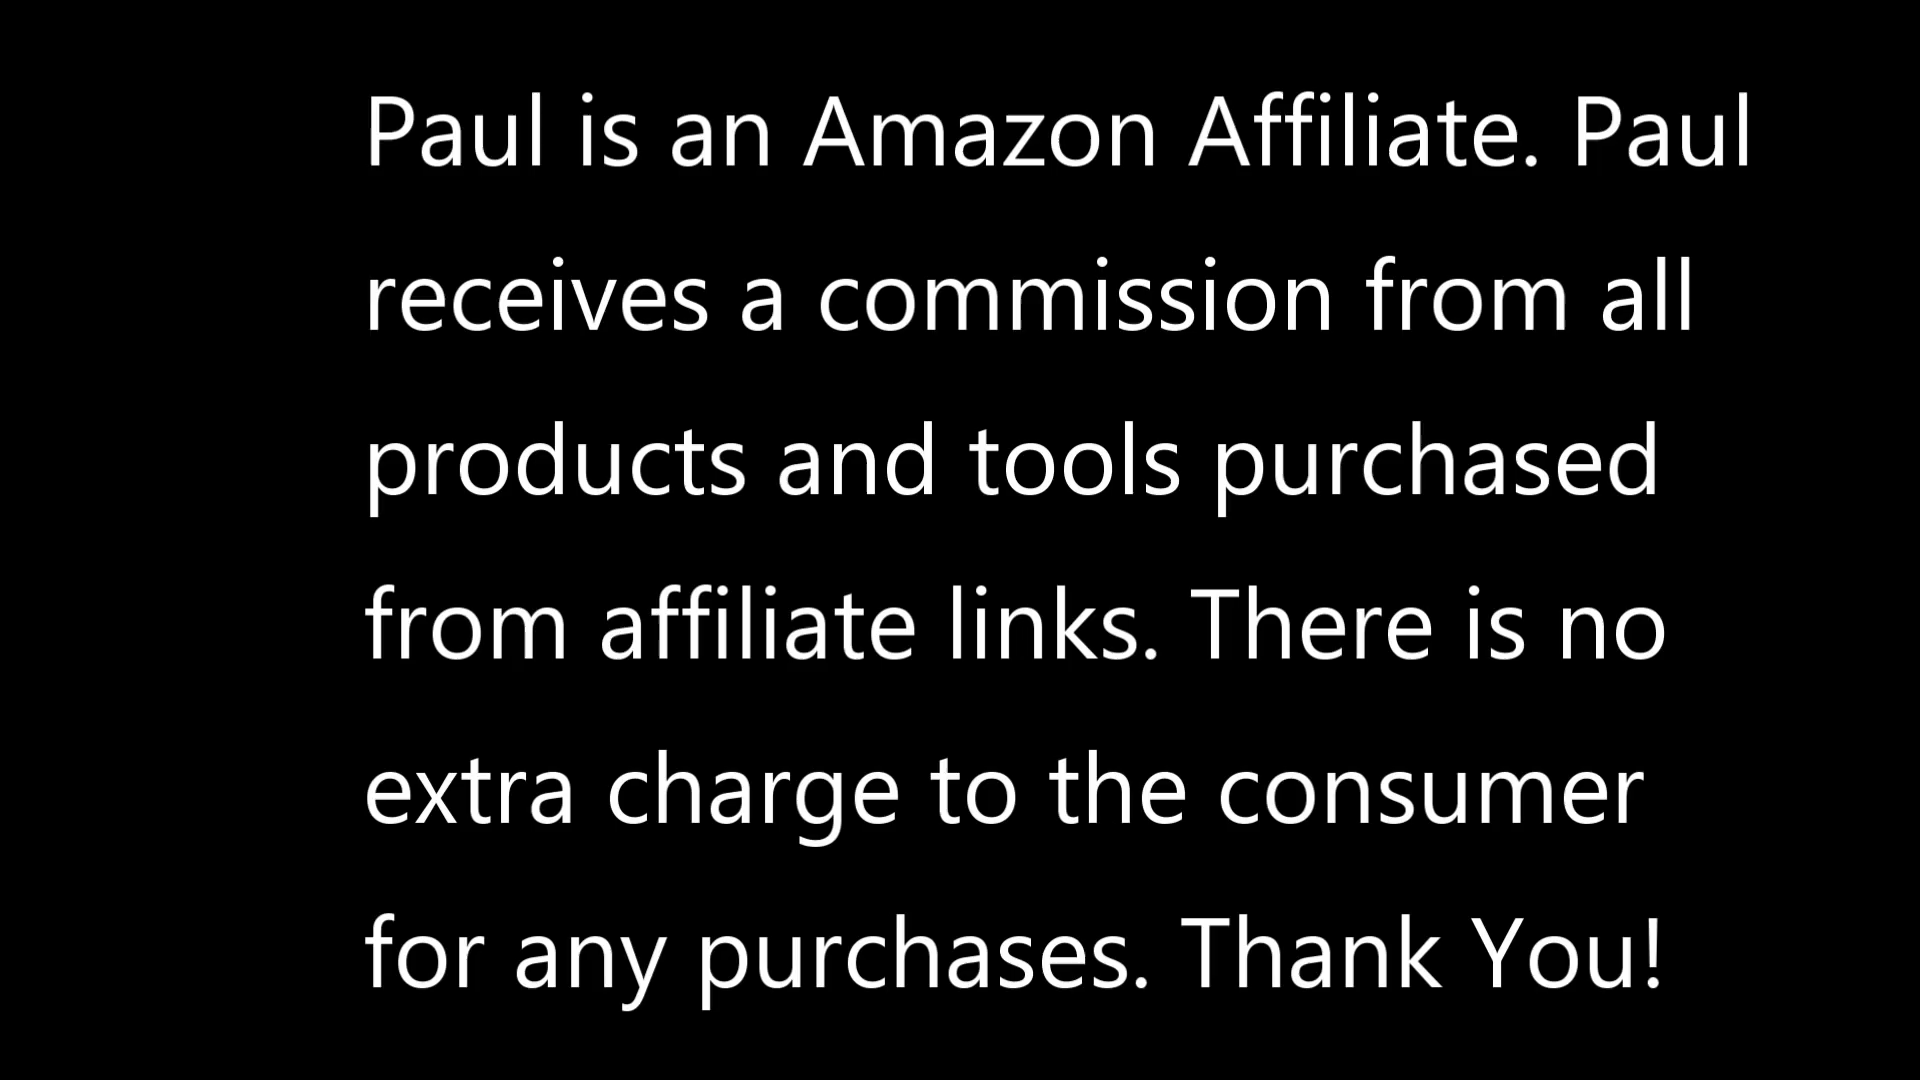 Paul is an Amazon Affiliate. Paul
receives a commission from all
products and tools purchased
from affiliate links. There is no
extra charge to the consumer
for any purchases. Thank You!